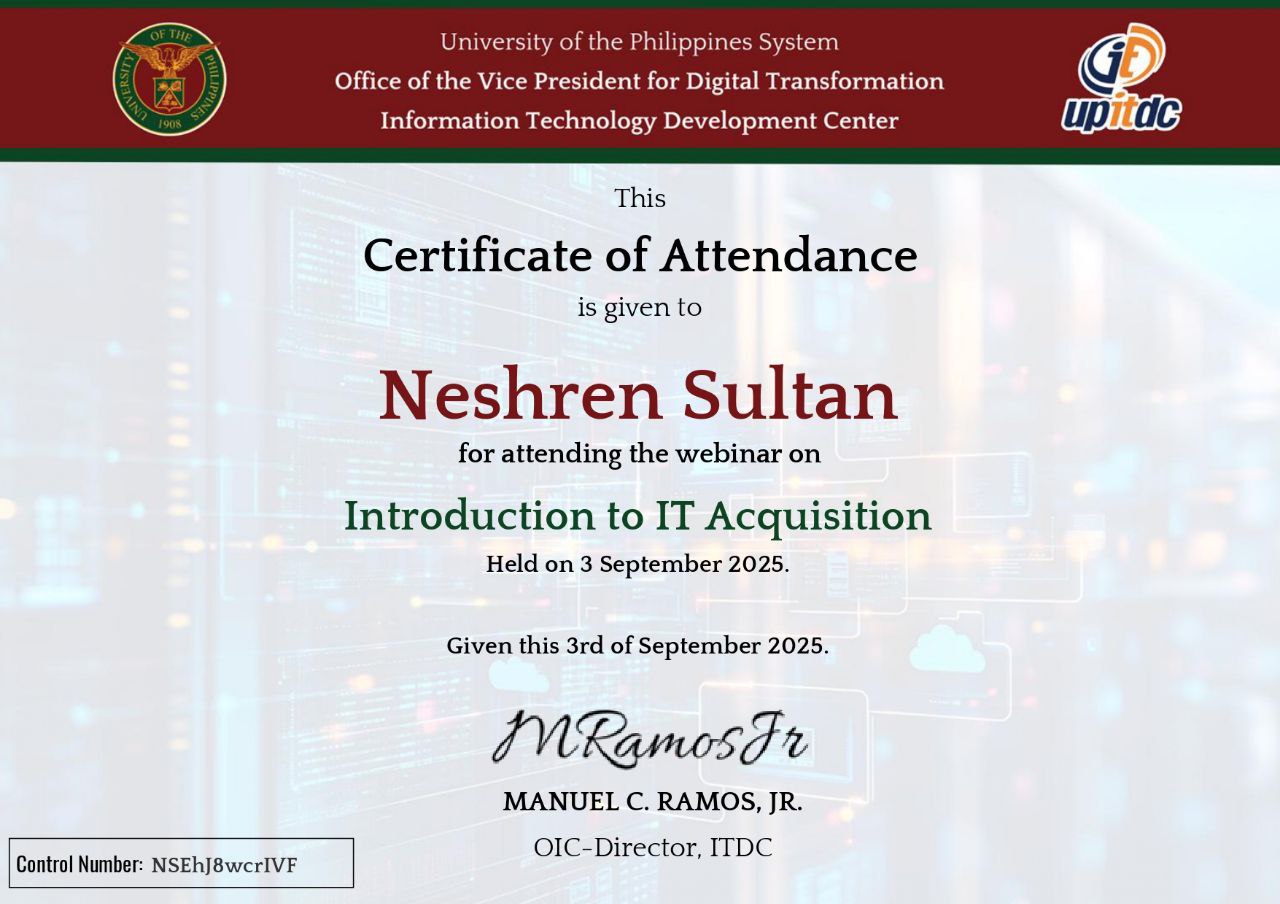 University of the Philippines System
Office of the Vice President for Digital Transformation
Information Technology Development Center
UNIVERSITY OF THE PHILIPPINES
1908
upitdc
This
Certificate of Attendance
is given to
Neshren Sultan
for attending the webinar on
Introduction to IT Acquisition
Held on 3 September 2025.
Given this 3rd of September 2025.
MRamosJr
MANUEL C. RAMOS, JR.
OIC-Director, ITDC
Control Number: NSEhJ8wcrIVF